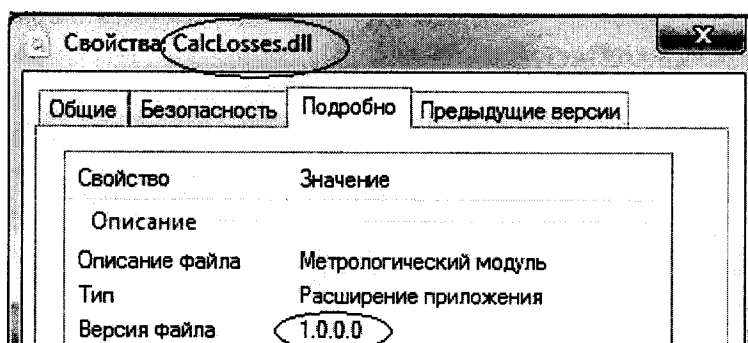 Свойства: CalcLosses.dll
Общие Безопасность Подробно Предыдущие версии
Свойство Значение
Описание
Описание файла Метрологический модуль
Тип Расширение приложения
Версия файла 1.0.0.0